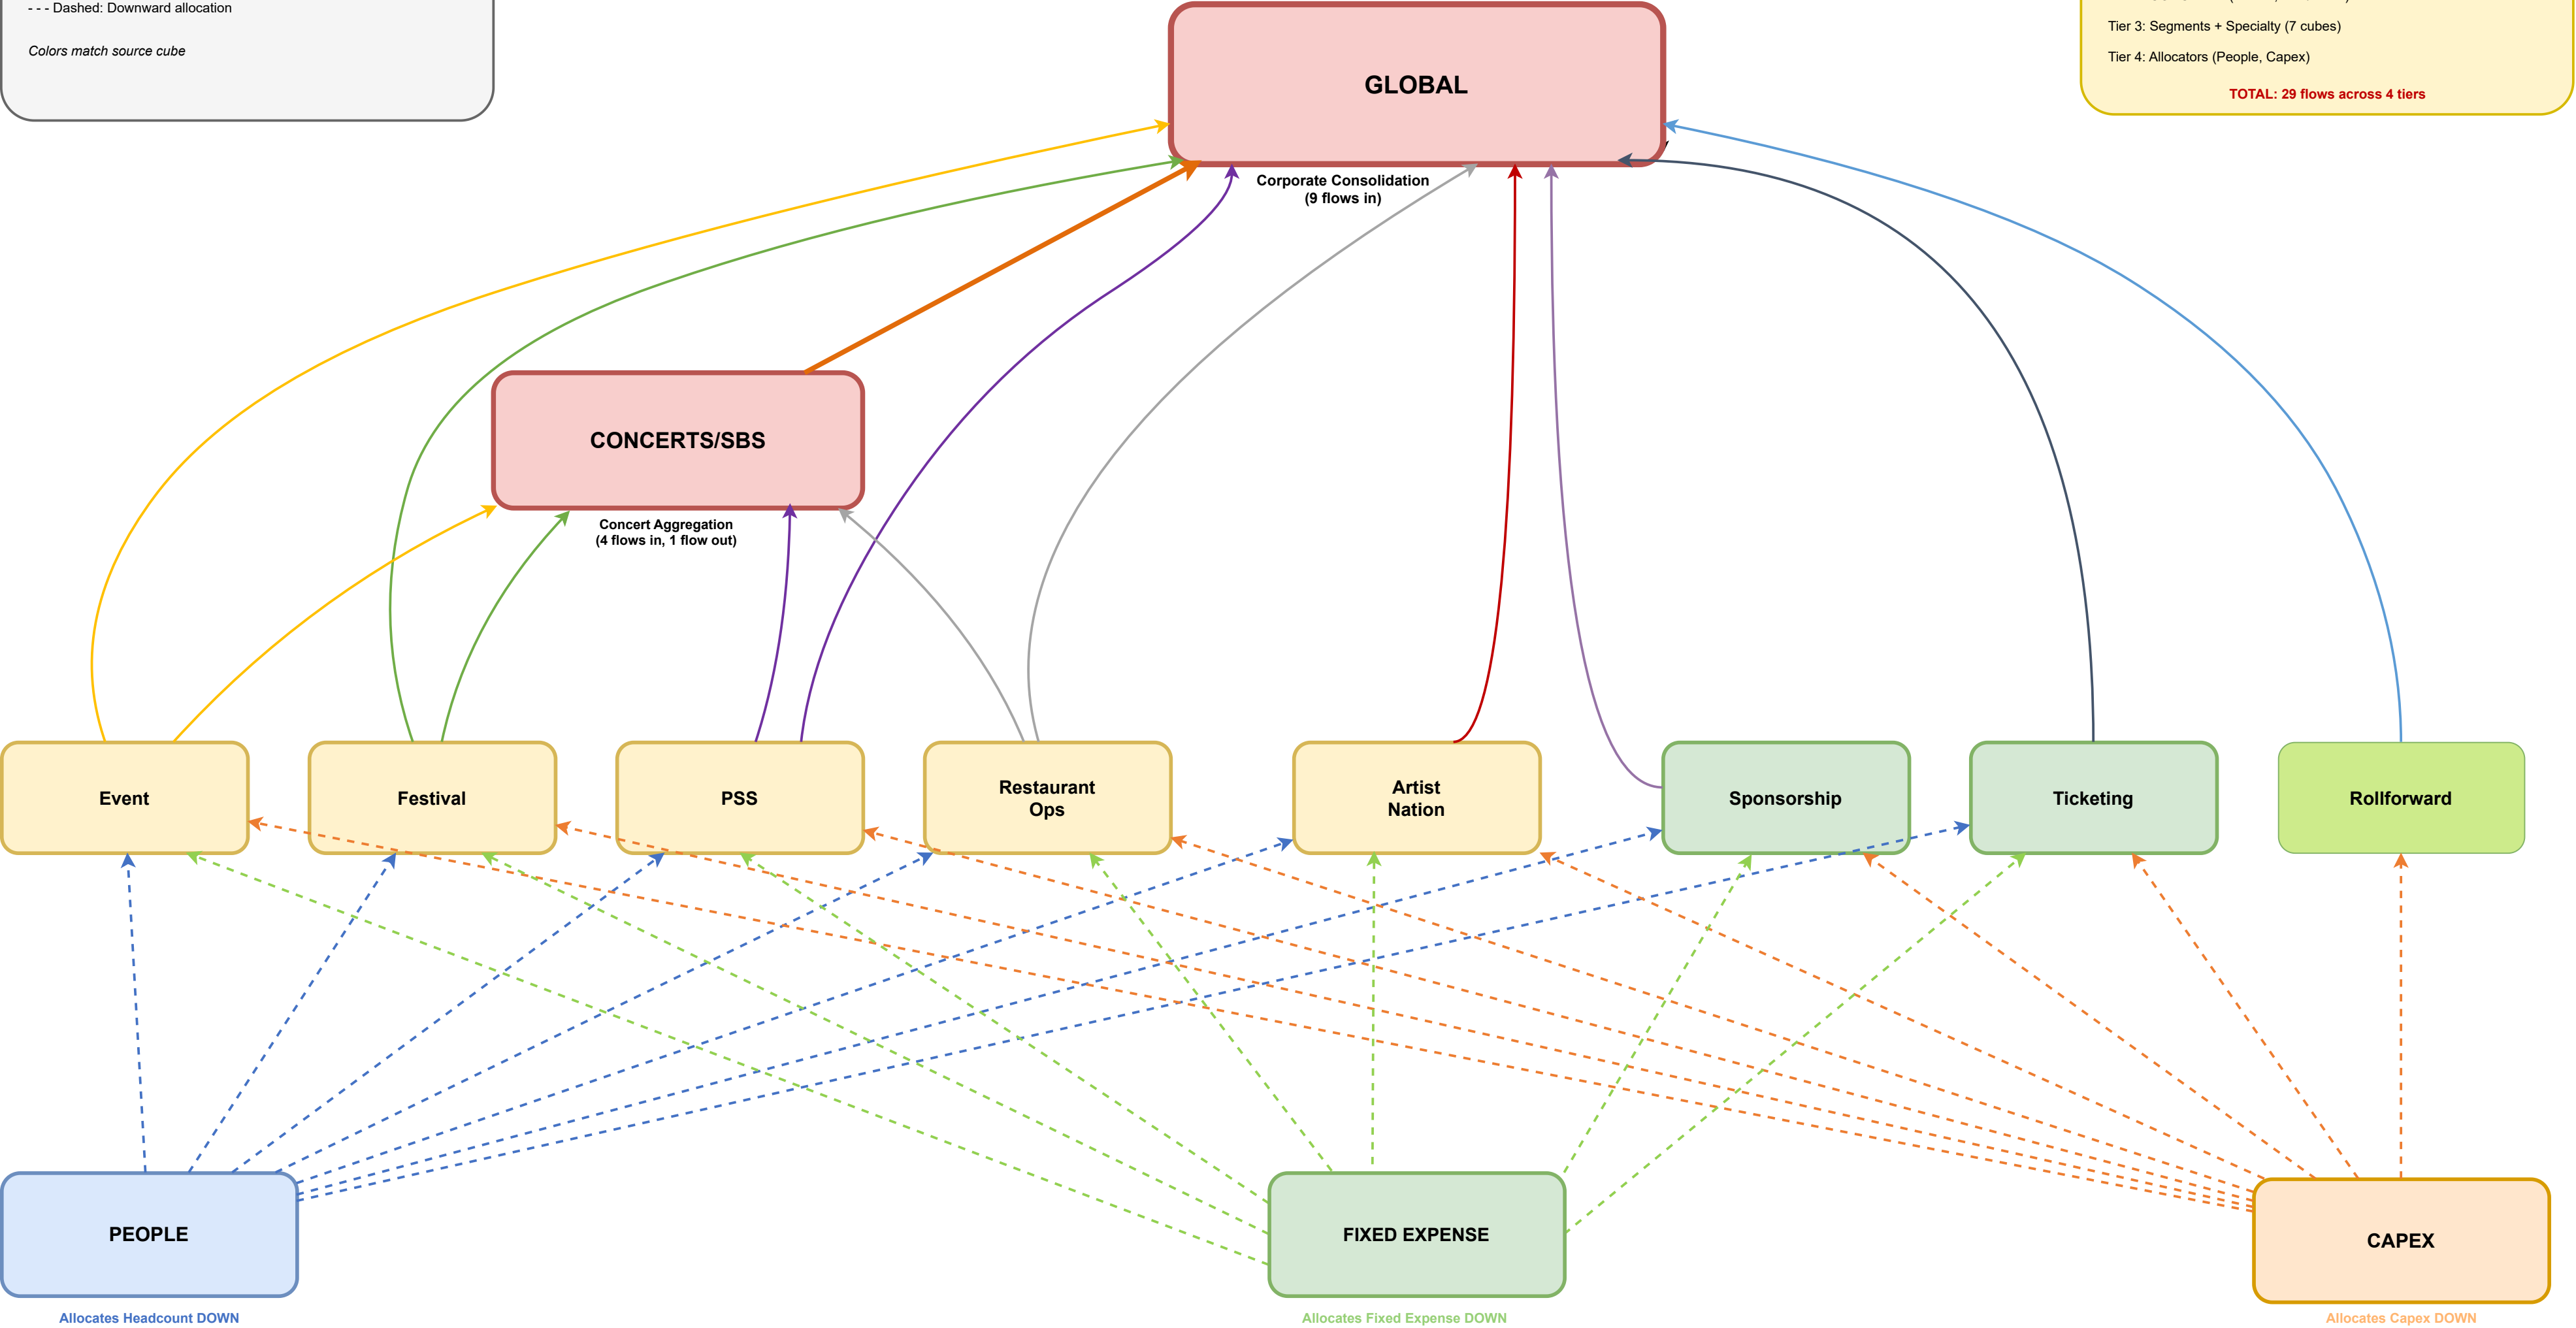 - - - Dashed: Downward allocation
Colors match source cube
Tier 3: Segments + Specialty (7 cubes)
Tier 4: Allocators (People, Capex)
TOTAL: 29 flows across 4 tiers
GLOBAL
Corporate Consolidation
(9 flows in)
CONCERTS/SBS
Concert Aggregation
(4 flows in, 1 flow out)
Event
Festival
PSS
Restaurant
Ops
Artist
Nation
Sponsorship
Ticketing
Rollforward
PEOPLE
FIXED EXPENSE
CAPEX
Allocates Headcount DOWN
Allocates Fixed Expense DOWN
Allocates Capex DOWN